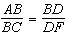 AB/BC = BD/DF